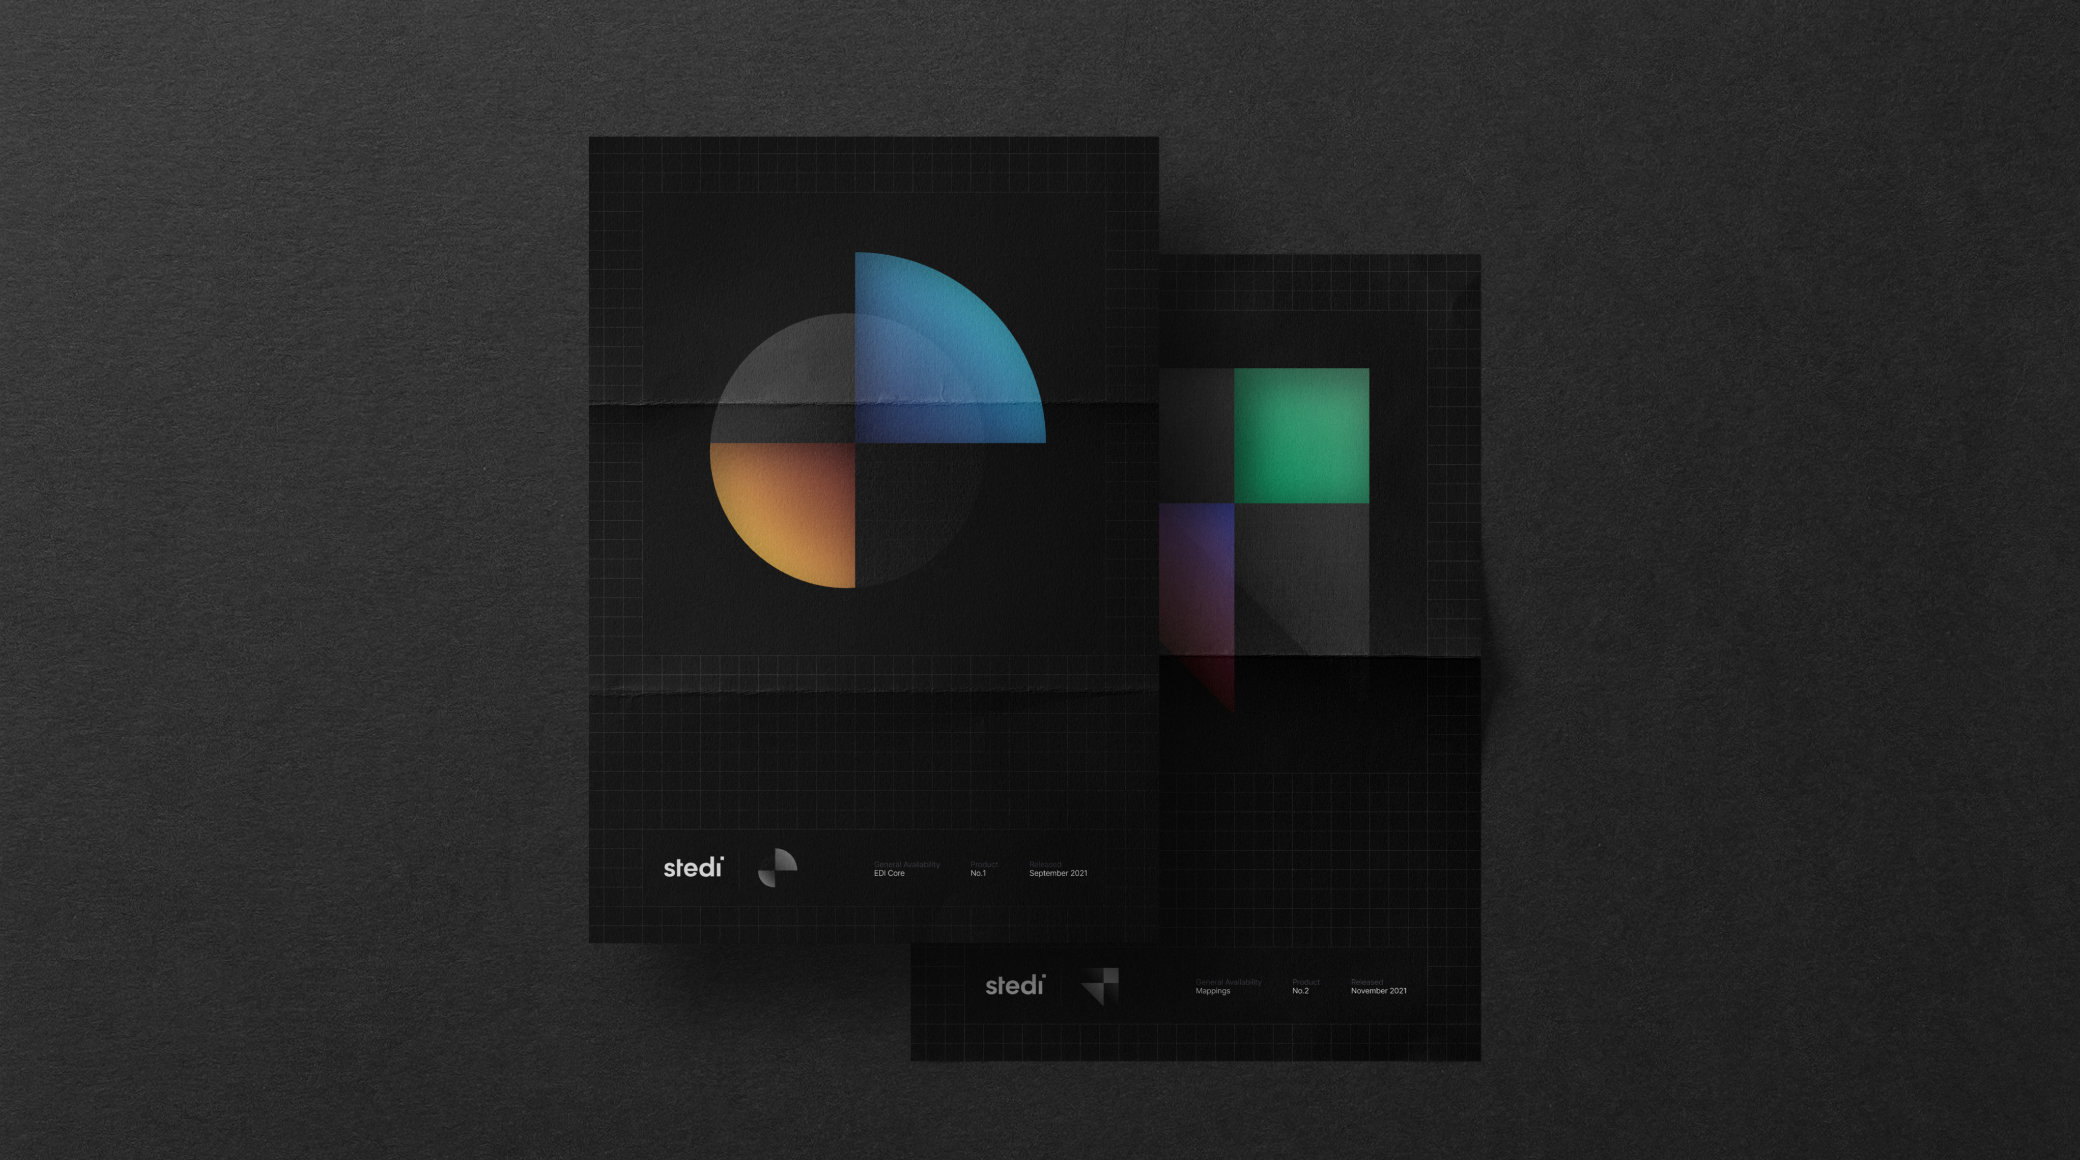 stedi
General Availability
EDI Core
Product
No.1
Released
September 2021
stedi
General Availability
Mappings
Product
No.2
Released
November 2021